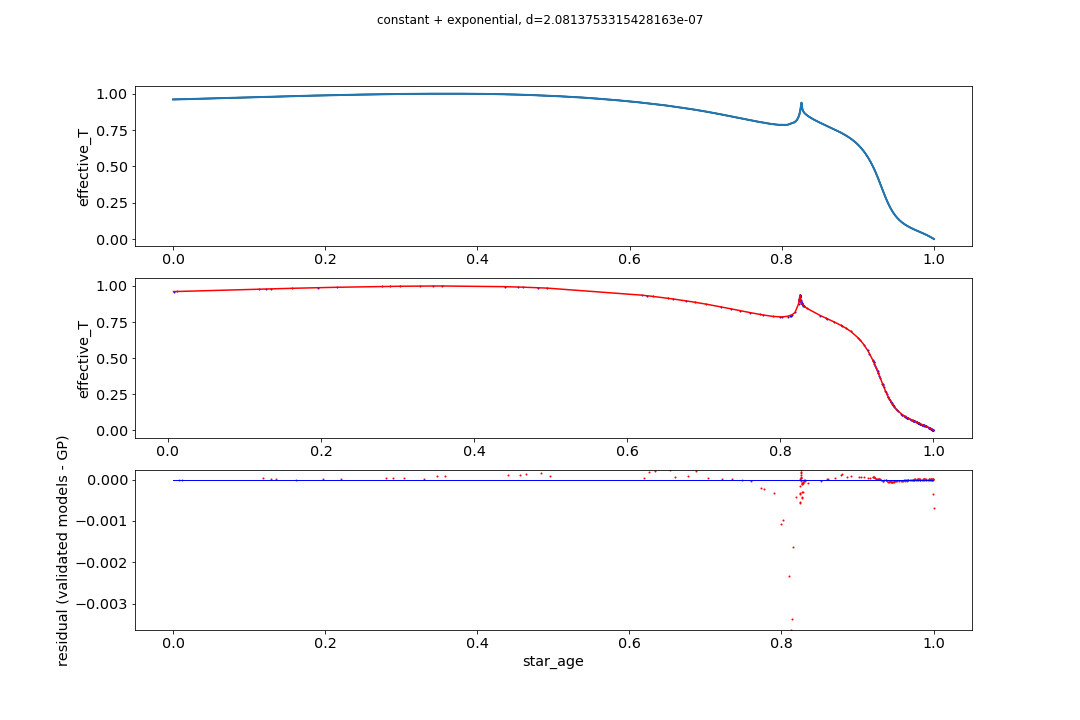 constant + exponential, d=2.0813753315428163e-07
effective_T
1.00
0.75
0.50
0.25
0.00
0.0 0.2 0.4 0.6 0.8 1.0
effective_T
1.00
0.75
0.50
0.25
0.00
0.0 0.2 0.4 0.6 0.8 1.0
residual (validated models - GP)
0.000
−0.001
−0.002
−0.003
0.0 0.2 0.4 0.6 0.8 1.0
star_age